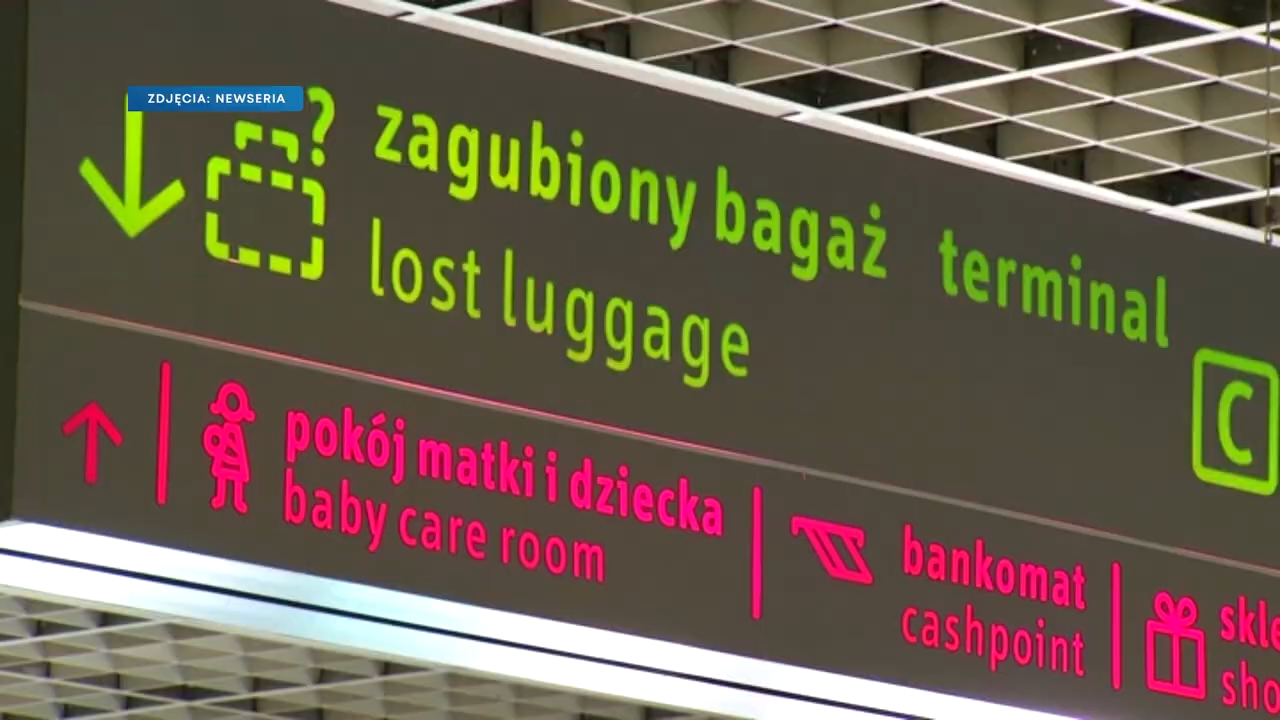 ZDJĘCIA: NEWSERIA
?
zagubiony bagaż terminal
lost luggage
C
pokój matki i dziecka
baby care room
bankomat
cashpoint